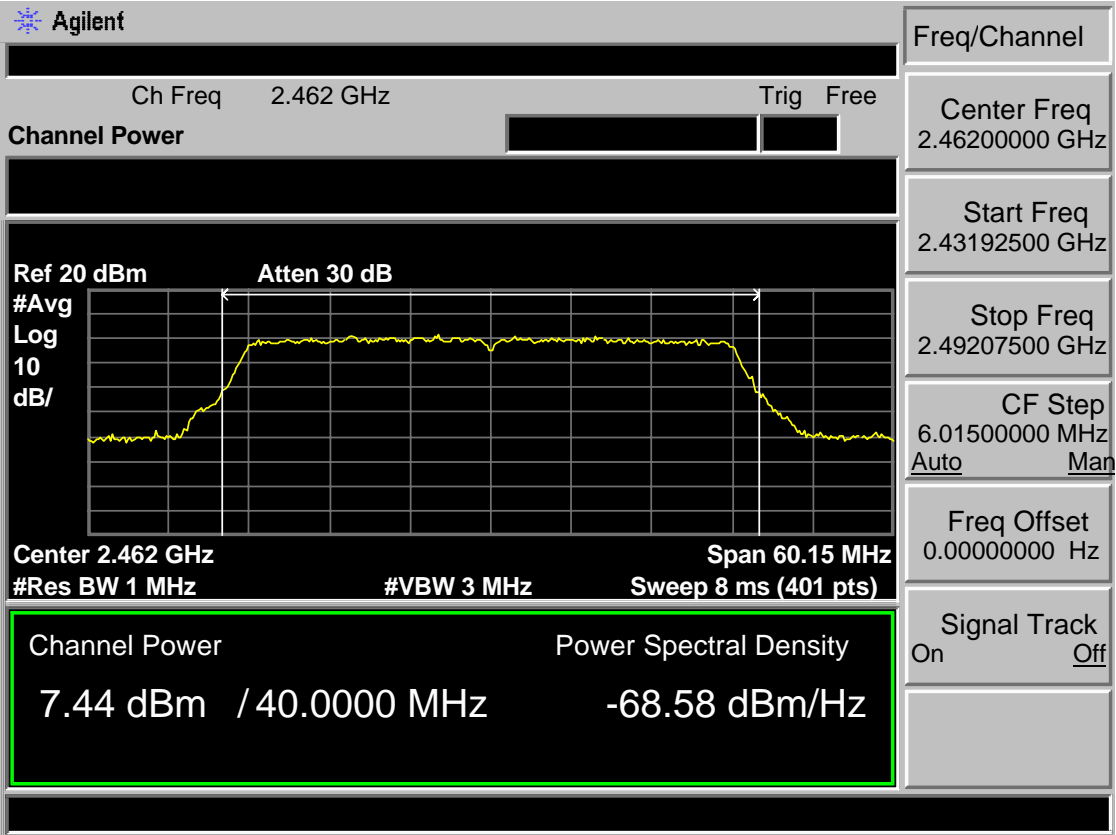 Agilent
Freq/Channel
Ch Freq 2.462 GHz Trig Free
Channel Power
Center Freq
2.46200000 GHz
Start Freq
2.43192500 GHz
Stop Freq
2.49207500 GHz
CF Step
6.01500000 MHz
Auto Man
Freq Offset
0.00000000 Hz
Signal Track
On Off
Ref 20 dBm Atten 30 dB
#Avg
Log
10
dB/
Center 2.462 GHz Span 60.15 MHz
#Res BW 1 MHz #VBW 3 MHz Sweep 8 ms (401 pts)
Channel Power Power Spectral Density
7.44 dBm / 40.0000 MHz -68.58 dBm/Hz